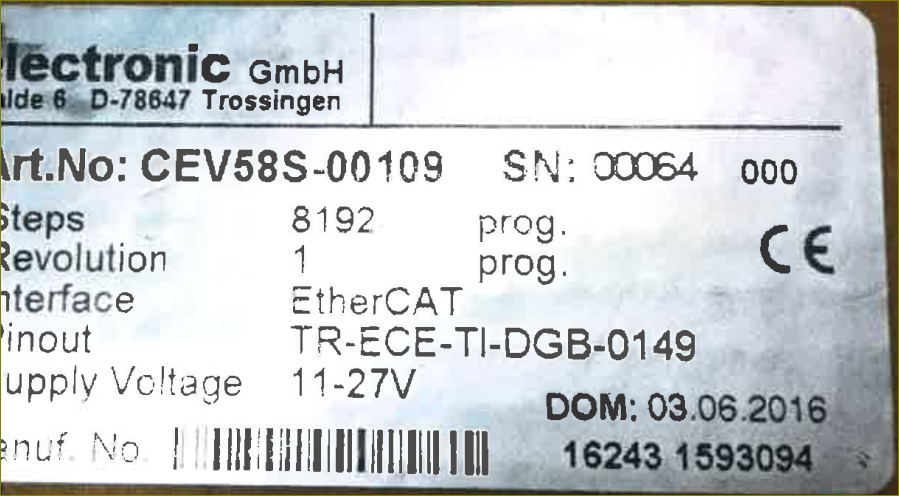 lectronic GmbH
alde 6 D-78647 Trossingen
Art.No: CEV58S-00109 SN: 00064 000
Steps 8192 prog.
Revolution 1 prog.
nterface EtherCAT
Pinout TR-ECE-TI-DGB-0149
upply Voltage 11-27V
DOM: 03.06.2016
anuf. No.
16243 1593094
CE